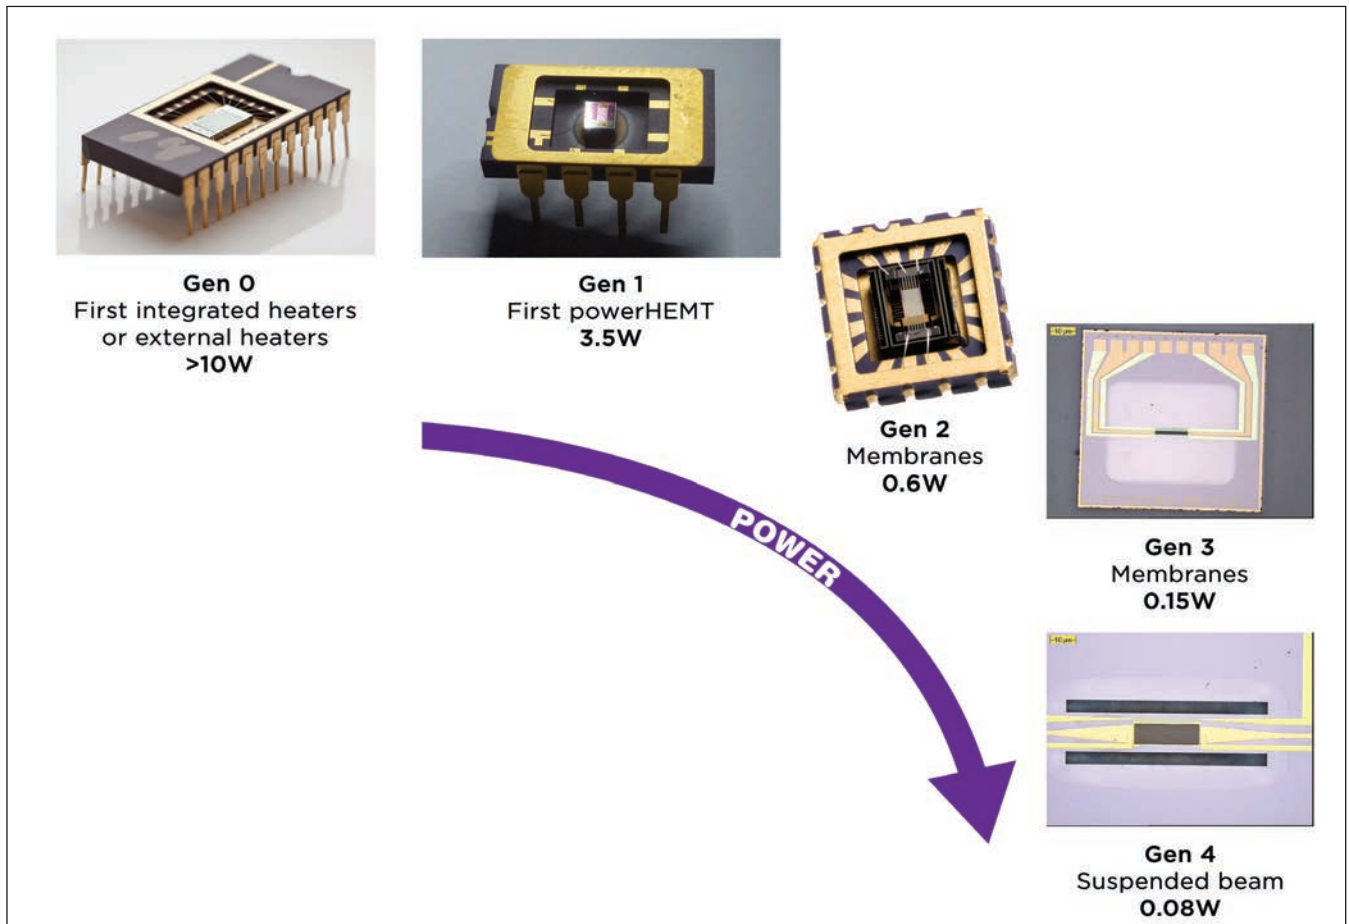 Gen 0
First integrated heaters
or external heaters
>10W
Gen 1
First powerHEMT
3.5W
Gen 2
Membranes
0.6W
POWER
Gen 3
Membranes
0.15W
Gen 4
Suspended beam
0.08W